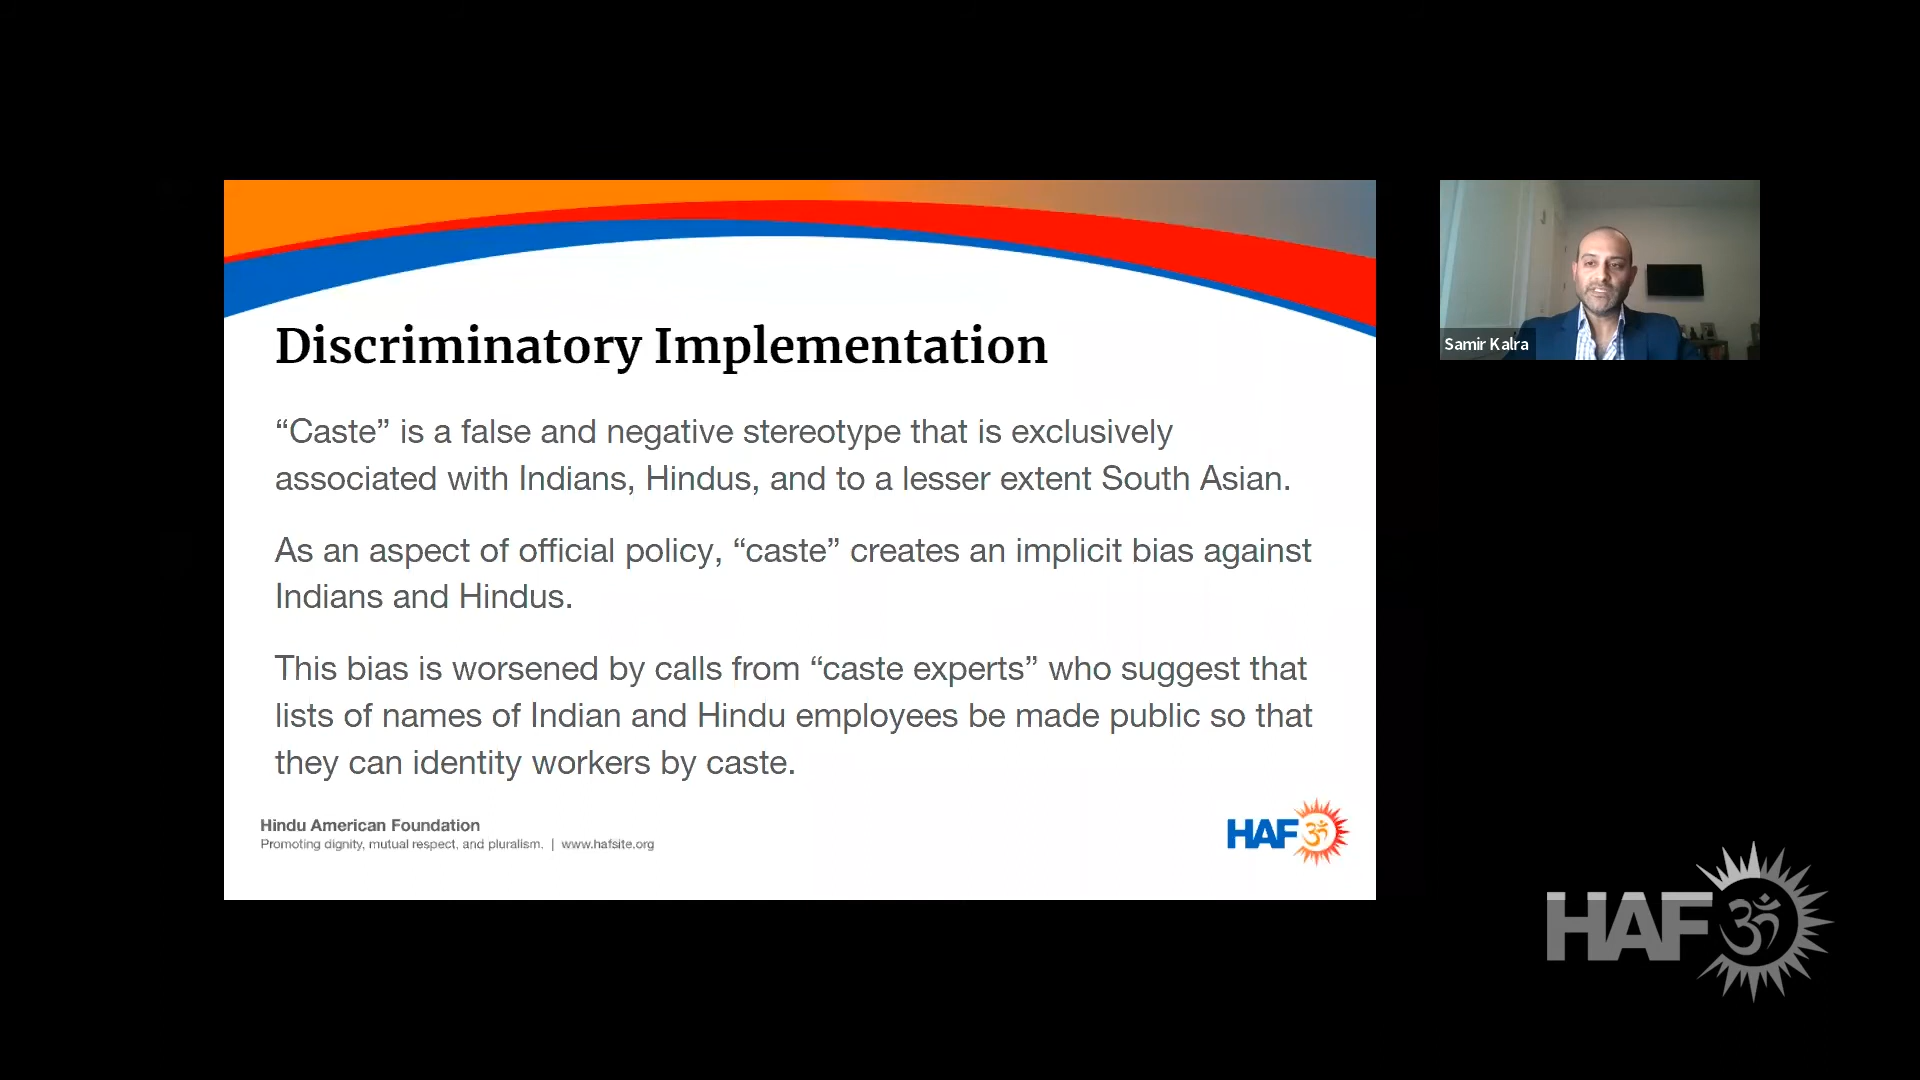 Discriminatory Implementation
“Caste” is a false and negative stereotype that is exclusively
associated with Indians, Hindus, and to a lesser extent South Asian.
As an aspect of official policy, “caste” creates an implicit bias against
Indians and Hindus.
This bias is worsened by calls from “caste experts” who suggest that
lists of names of Indian and Hindu employees be made public so that
they can identity workers by caste.
Hindu American Foundation
Promoting dignity, mutual respect, and pluralism. | www.hafsite.org
HAF ॐ
Samir Kalra
HAF ॐ